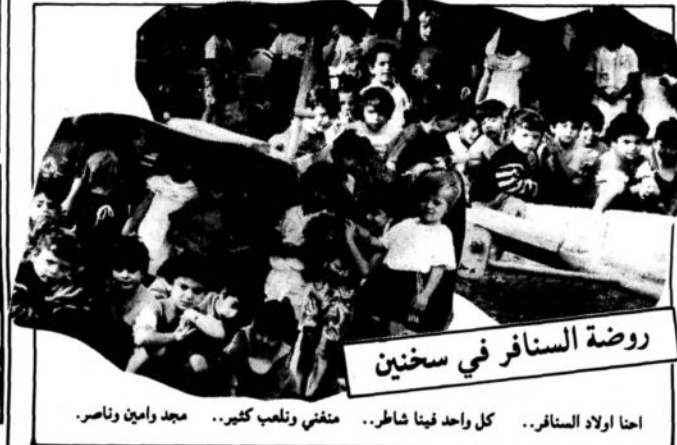 روضة السنافر في سخنين
احنا اولاد السنافر.. كل واحد فينا شاطر.. منغني ونلعب كثير.. مجد وامين وناصر.